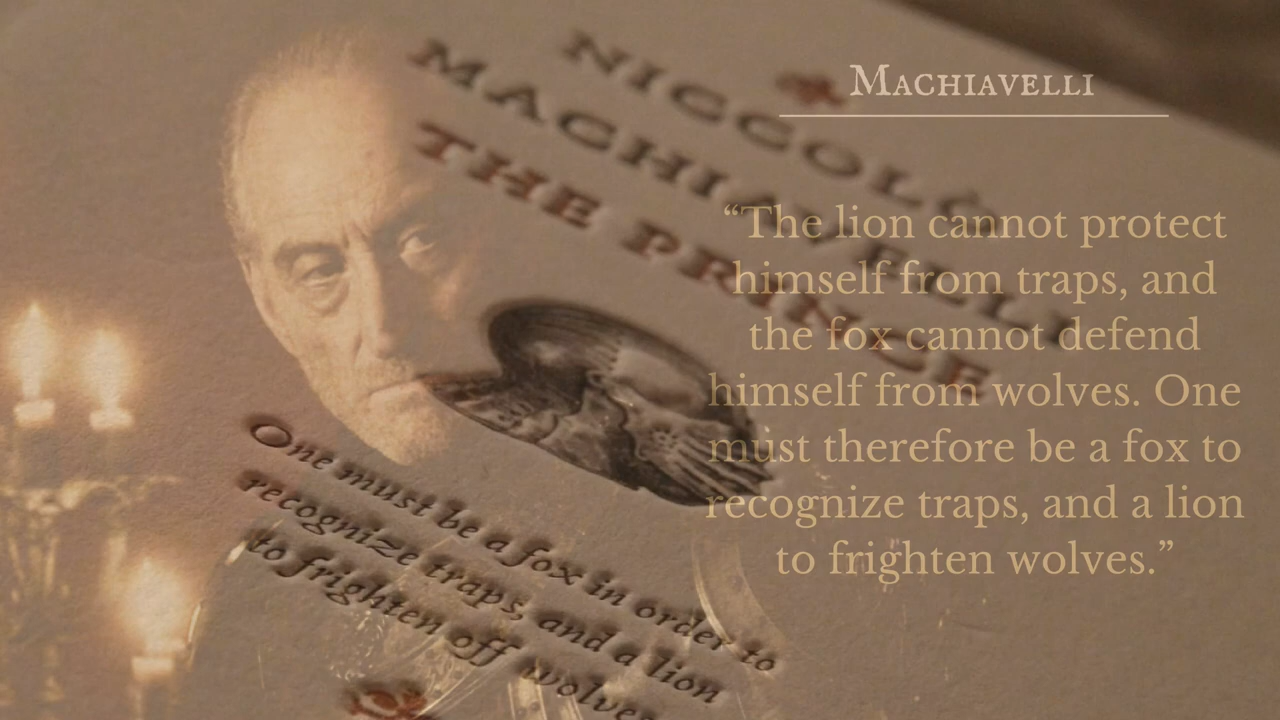 NICCOLÒ
MACHIAVELLI
THE PRINCE
One must be a fox in order to
recognize traps, and a lion
to frighten off wolves
MACHIAVELLI
“The lion cannot protect
himself from traps, and
the fox cannot defend
himself from wolves. One
must therefore be a fox to
recognize traps, and a lion
to frighten wolves.”